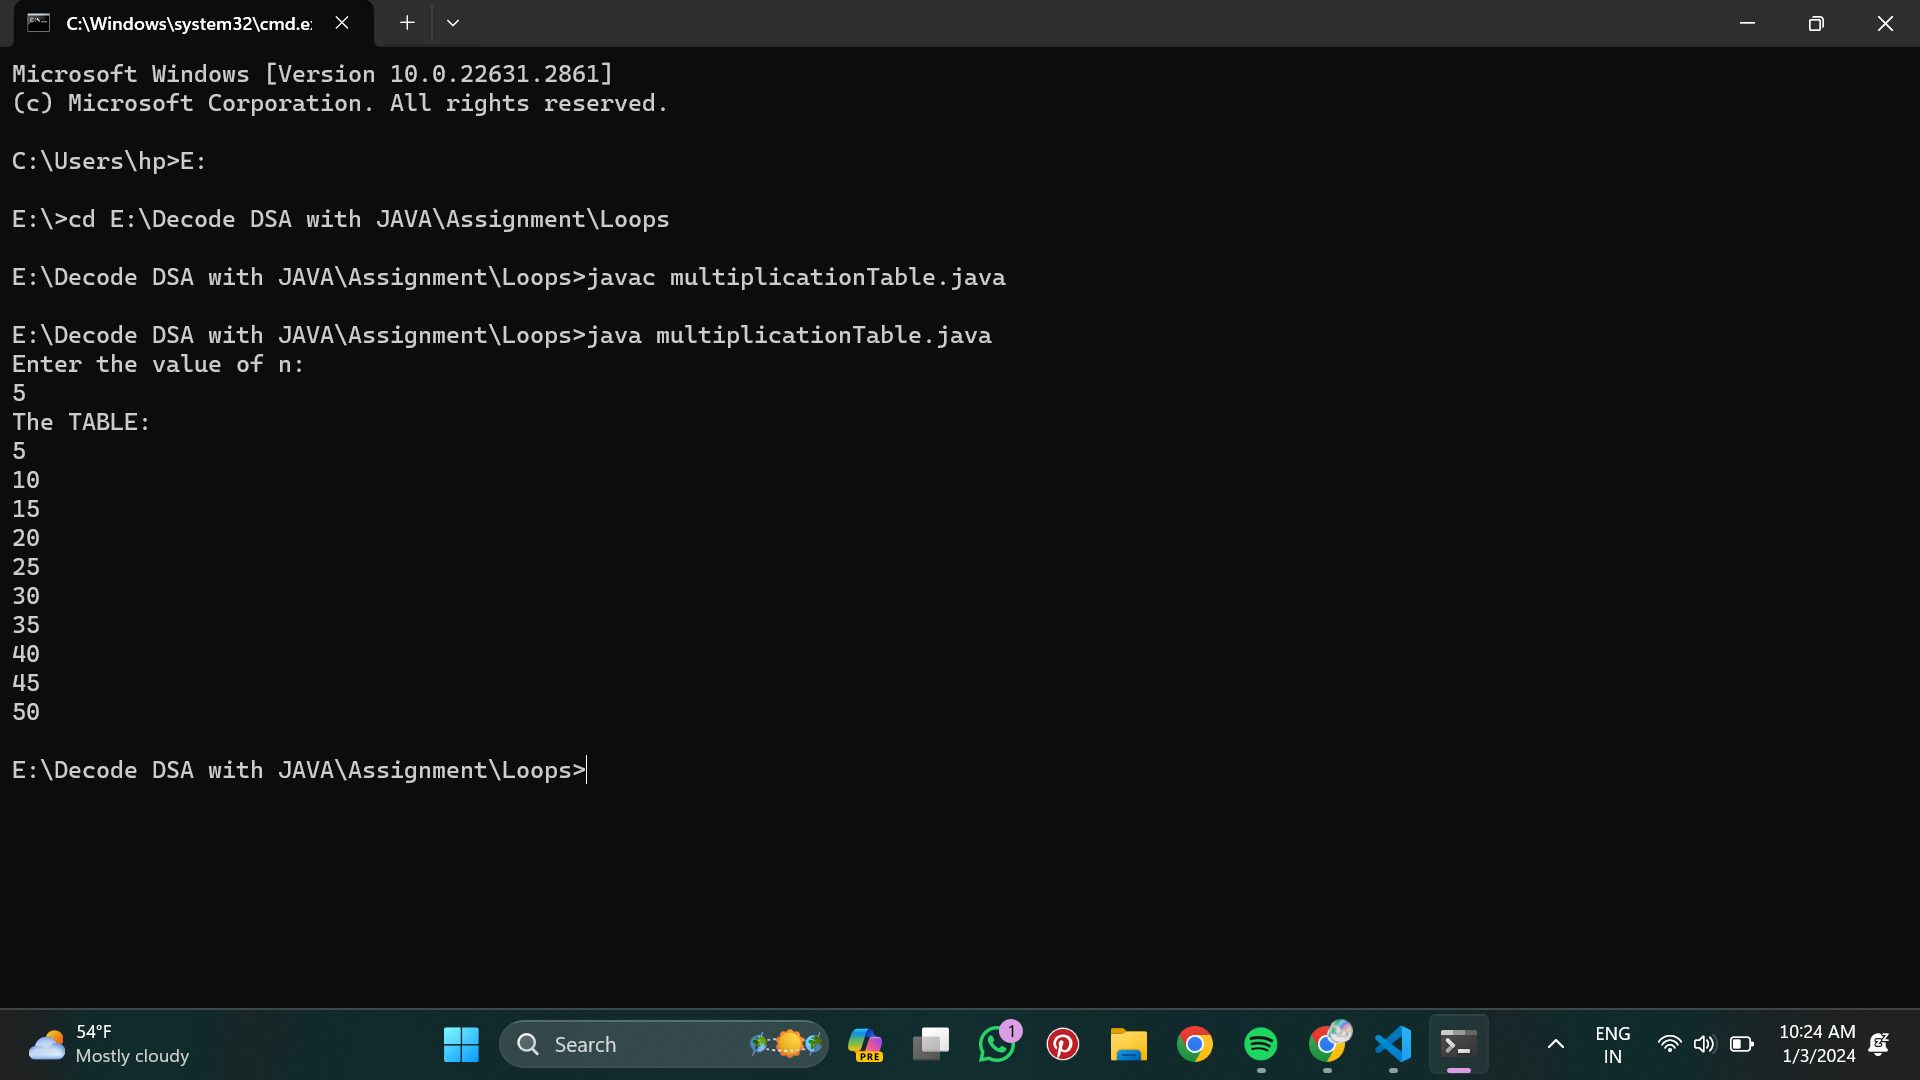 C:\Windows\system32\cmd.e
Microsoft Windows [Version 10.0.22631.2861]
(c) Microsoft Corporation. All rights reserved.
C:\Users\hp>E:
E:\>cd E:\Decode DSA with JAVA\Assignment\Loops
E:\Decode DSA with JAVA\Assignment\Loops>javac multiplicationTable.java
E:\Decode DSA with JAVA\Assignment\Loops>java multiplicationTable.java
Enter the value of n:
5
The TABLE:
5
10
15
20
25
30
35
40
45
50
E:\Decode DSA with JAVA\Assignment\Loops>
54°F
Mostly cloudy
Search
PRE
1
ENG
IN
10:24 AM
1/3/2024